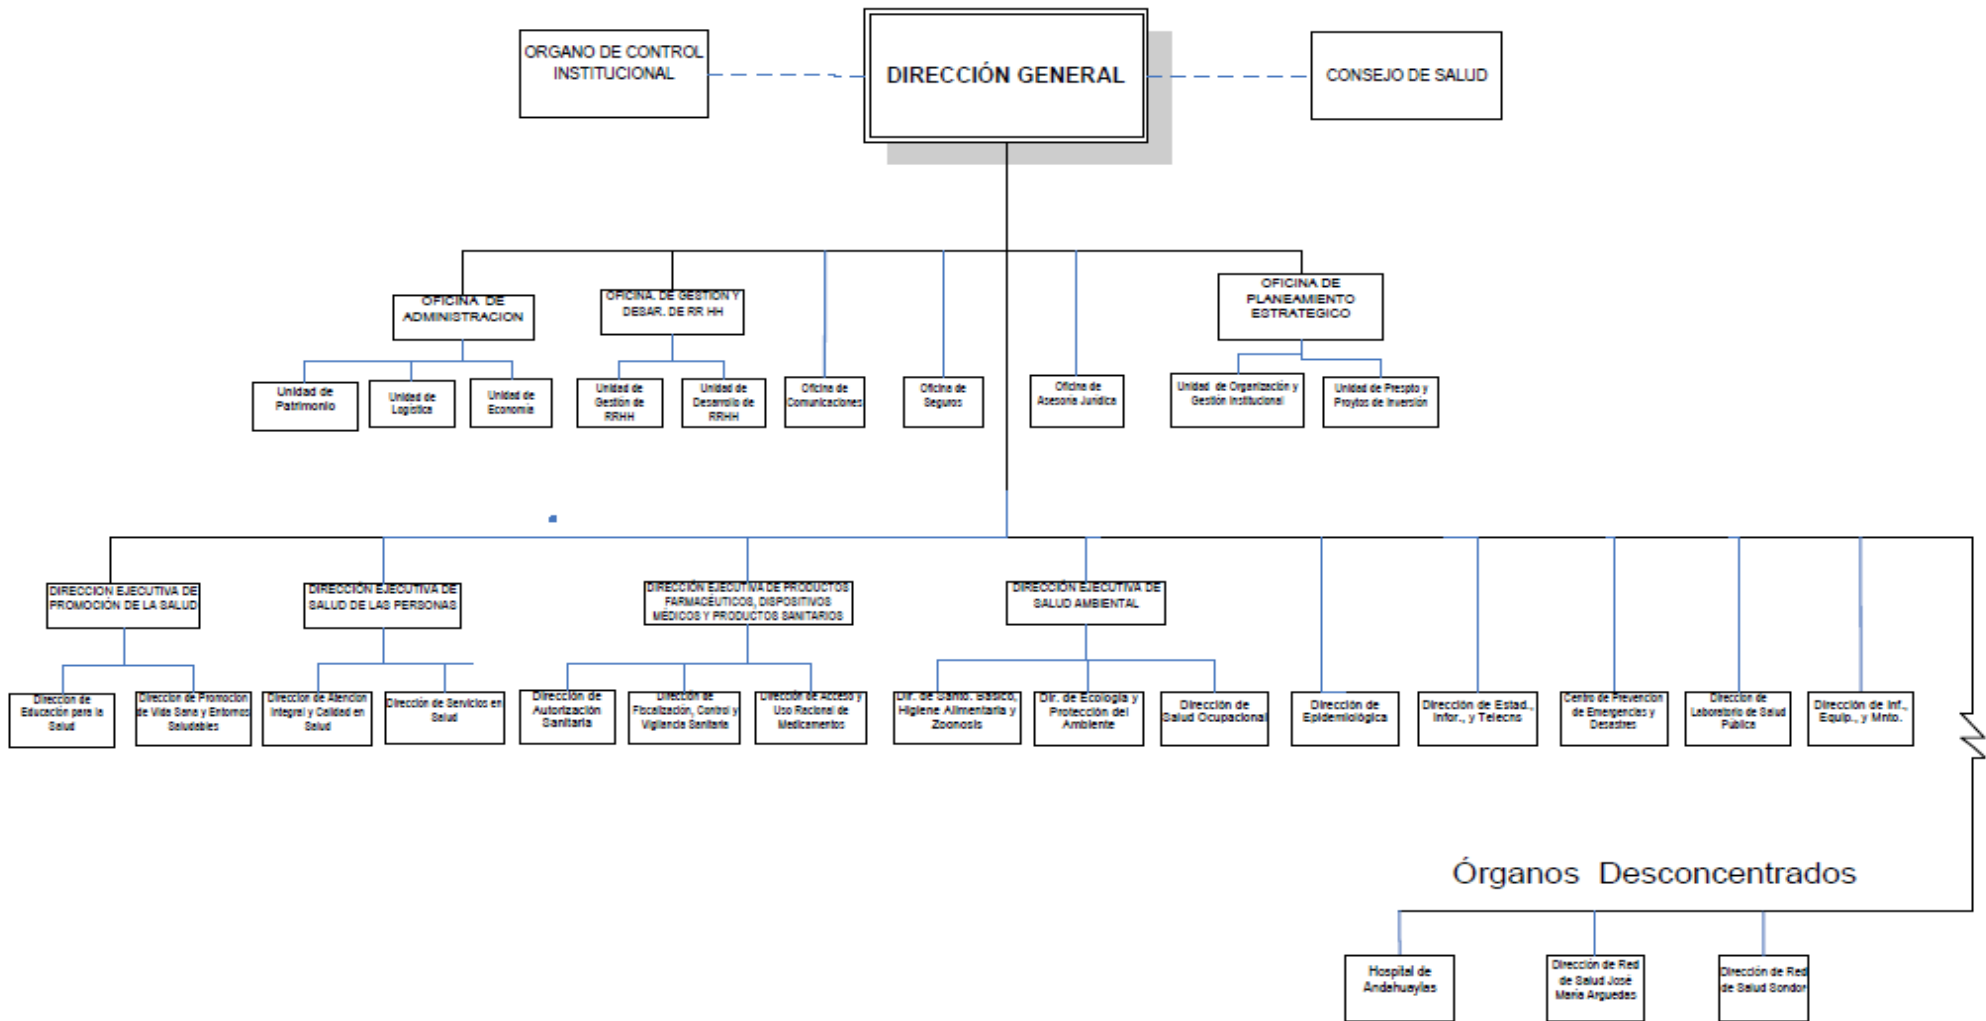 ORGANO DE CONTROL
INSTITUCIONAL
DIRECCIÓN GENERAL
CONSEJO DE SALUD
OFICINA DE
ADMINISTRACION
OFICINA. DE GESTION Y
DESAR. DE RR HH
OFICINA DE
PLANEAMIENTO
ESTRATEGICO
Unidad de
Patrimonio
Unidad de
Logística
Unidad de
Economía
Unidad de
Gestión de
RRHH
Unidad de
Desarrollo de
RRHH
Oficina de
Comunicaciones
Oficina de
Seguros
Oficina de
Asesoría Jurídica
Unidad de Organización y
Gestión Institucional
Unidad de Prespto y
Proytos de Inversión
DIRECCION EJECUTIVA DE
PROMOCIÓN DE LA SALUD
DIRECCIÓN EJECUTIVA DE
SALUD DE LAS PERSONAS
DIRECCIÓN EJECUTIVA DE PRODUCTOS
FARMACÉUTICOS, DISPOSITIVOS
MÉDICOS Y PRODUCTOS SANITARIOS
DIRECCIÓN EJECUTIVA DE
SALUD AMBIENTAL
Direccion de
Educación para la
Salud
Direccion de Promocion
de Vida Sana y Entornos
Saludables
Direccion de Atencion
Integral y Calidad en
Salud
Dirección de Servicios en
Salud
Dirección de
Autorización
Sanitaria
Dirección de
Fiscalización, Control y
Vigilancia Sanitaria
Dirección de Acceso y
Uso Racional de
Medicamentos
Dir. de Santo. Básico,
Higiene Alimentaria y
Zoonosis
Dir. de Ecología y
Protección del
Ambiente
Dirección de
Salud Ocupacional
Dirección de
Epidemiológica
Dirección de Estad.,
Infor., y Telecns
Centro de Prevencion
de Emergencias y
Desastres
Direccion de
Laboratorio de Salud
Pública
Dirección de Inf.,
Equip., y Mnto.
Órganos Desconcentrados
Hospital de
Andahuaylas
Dirección de Red
de Salud José
María Arguedas
Dirección de Red
de Salud Sondor